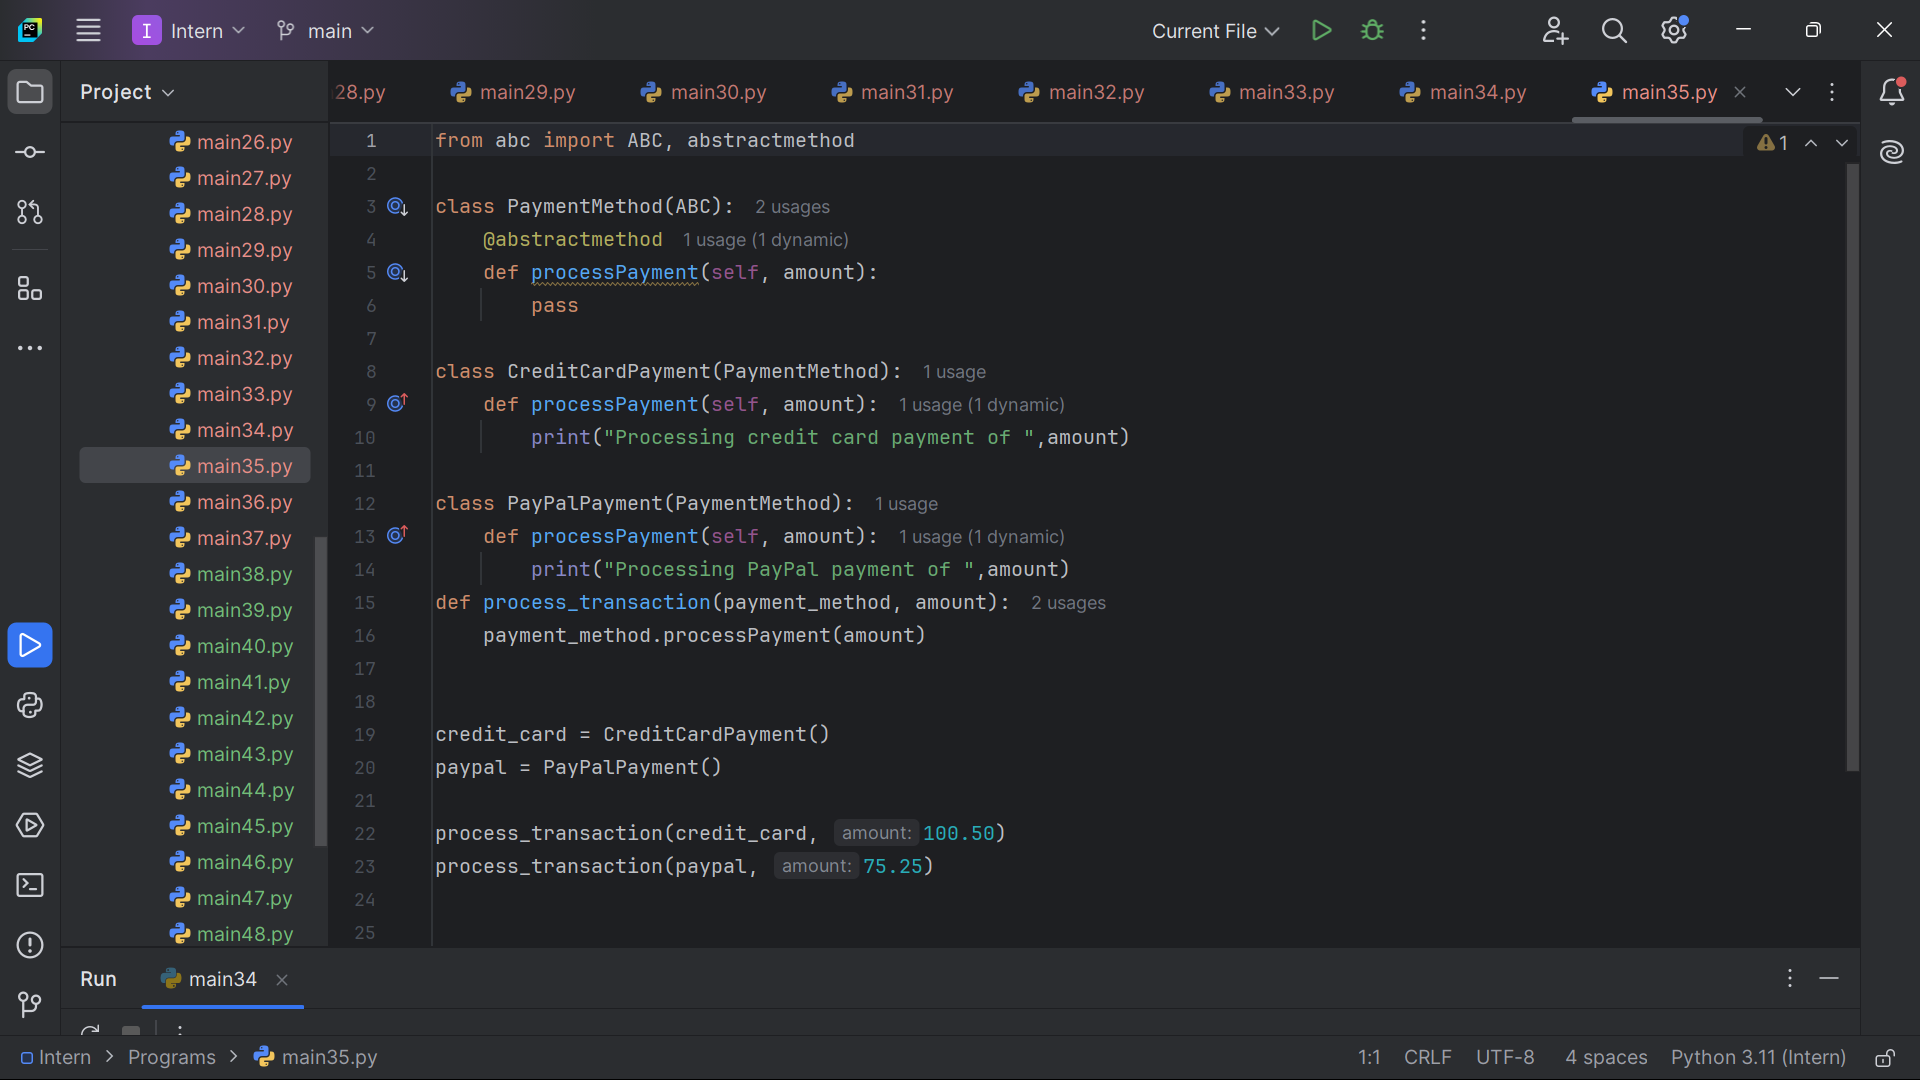 PC
I Intern main Current File
Project
28.py main29.py main30.py main31.py main32.py main33.py main34.py main35.py
main26.py
main27.py
main28.py
main29.py
main30.py
main31.py
main32.py
main33.py
main34.py
main35.py
main36.py
main37.py
main38.py
main39.py
main40.py
main41.py
main42.py
main43.py
main44.py
main45.py
main46.py
main47.py
main48.py
1 from abc import ABC, abstractmethod
1
2
3 class PaymentMethod(ABC): 2 usages
4 @abstractmethod 1 usage (1 dynamic)
5 def processPayment(self, amount):
6 pass
7
8 class CreditCardPayment(PaymentMethod): 1 usage
9 def processPayment(self, amount): 1 usage (1 dynamic)
10 print("Processing credit card payment of ",amount)
11
12 class PayPalPayment(PaymentMethod): 1 usage
13 def processPayment(self, amount): 1 usage (1 dynamic)
14 print("Processing PayPal payment of ",amount)
15 def process_transaction(payment_method, amount): 2 usages
16 payment_method.processPayment(amount)
17
18
19 credit_card = CreditCardPayment()
20 paypal = PayPalPayment()
21
22 process_transaction(credit_card, amount: 100.50)
23 process_transaction(paypal, amount: 75.25)
24
25
Run main34
Intern > Programs > main35.py 1:1 CRLF UTF-8 4 spaces Python 3.11 (Intern)